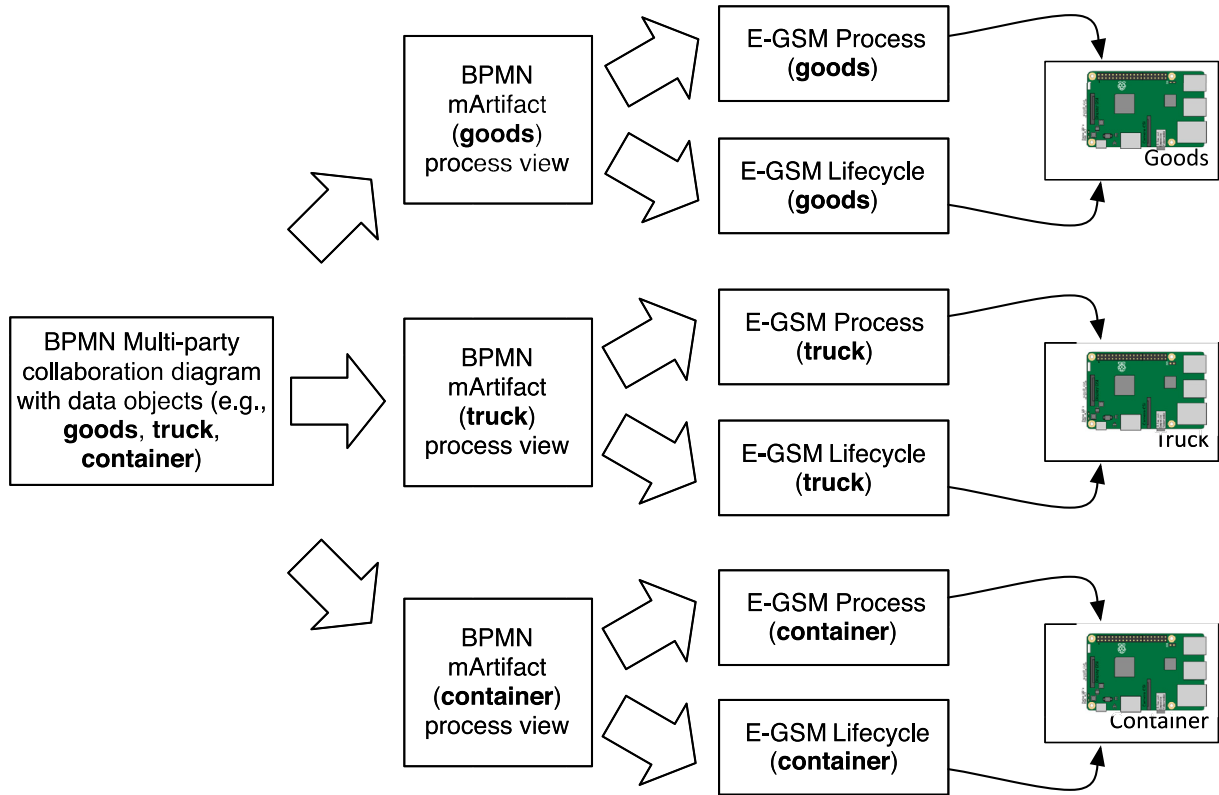 BPMN Multi-party
collaboration diagram
with data objects (e.g.,
goods, truck,
container)
BPMN
mArtifact
(goods)
process view
E-GSM Process
(goods)
E-GSM Lifecycle
(goods)
Goods
BPMN
mArtifact
(truck)
process view
E-GSM Process
(truck)
E-GSM Lifecycle
(truck)
Truck
BPMN
mArtifact
(container)
process view
E-GSM Process
(container)
E-GSM Lifecycle
(container)
Container